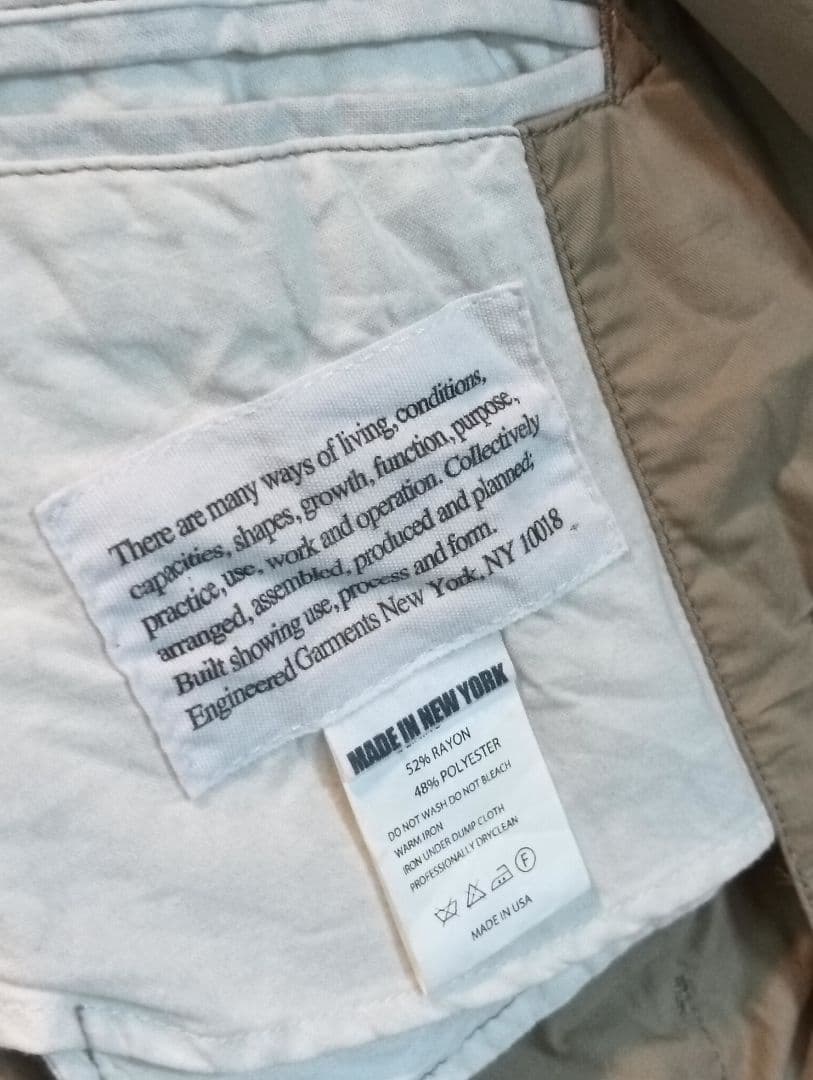 There are many ways of living, conditions,
capacities, shapes, growth, function, purpose,
practice, use, work and operation. Collectively
arranged, assembled, produced and planned;
Built showing use, process and form.
Engineered Garments New York, NY 10018
MADE IN NEW YORK
52% RAYON
48% POLYESTER
DO NOT WASH DO NOT BLEACH
WARM IRON
IRON UNDER DUMP CLOTH
PROFESSIONALLY DRYCLEAN
F
MADE IN USA